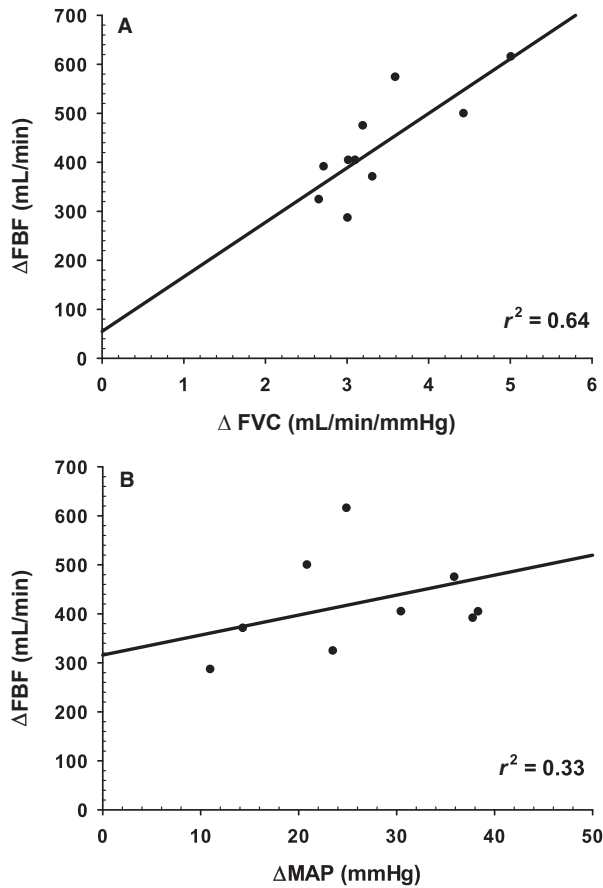 A
700
600
500
400
300
200
100
0
ΔFBF (mL/min)
r² = 0.64
0 1 2 3 4 5 6
Δ FVC (mL/min/mmHg)
B
700
600
500
400
300
200
100
0
ΔFBF (mL/min)
r² = 0.33
0 10 20 30 40 50
ΔMAP (mmHg)